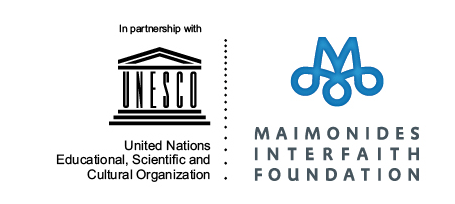 In partnership with
UNESCO
United Nations
Educational, Scientific and
Cultural Organization
MAIMONIDES
INTERFAITH
FOUNDATION